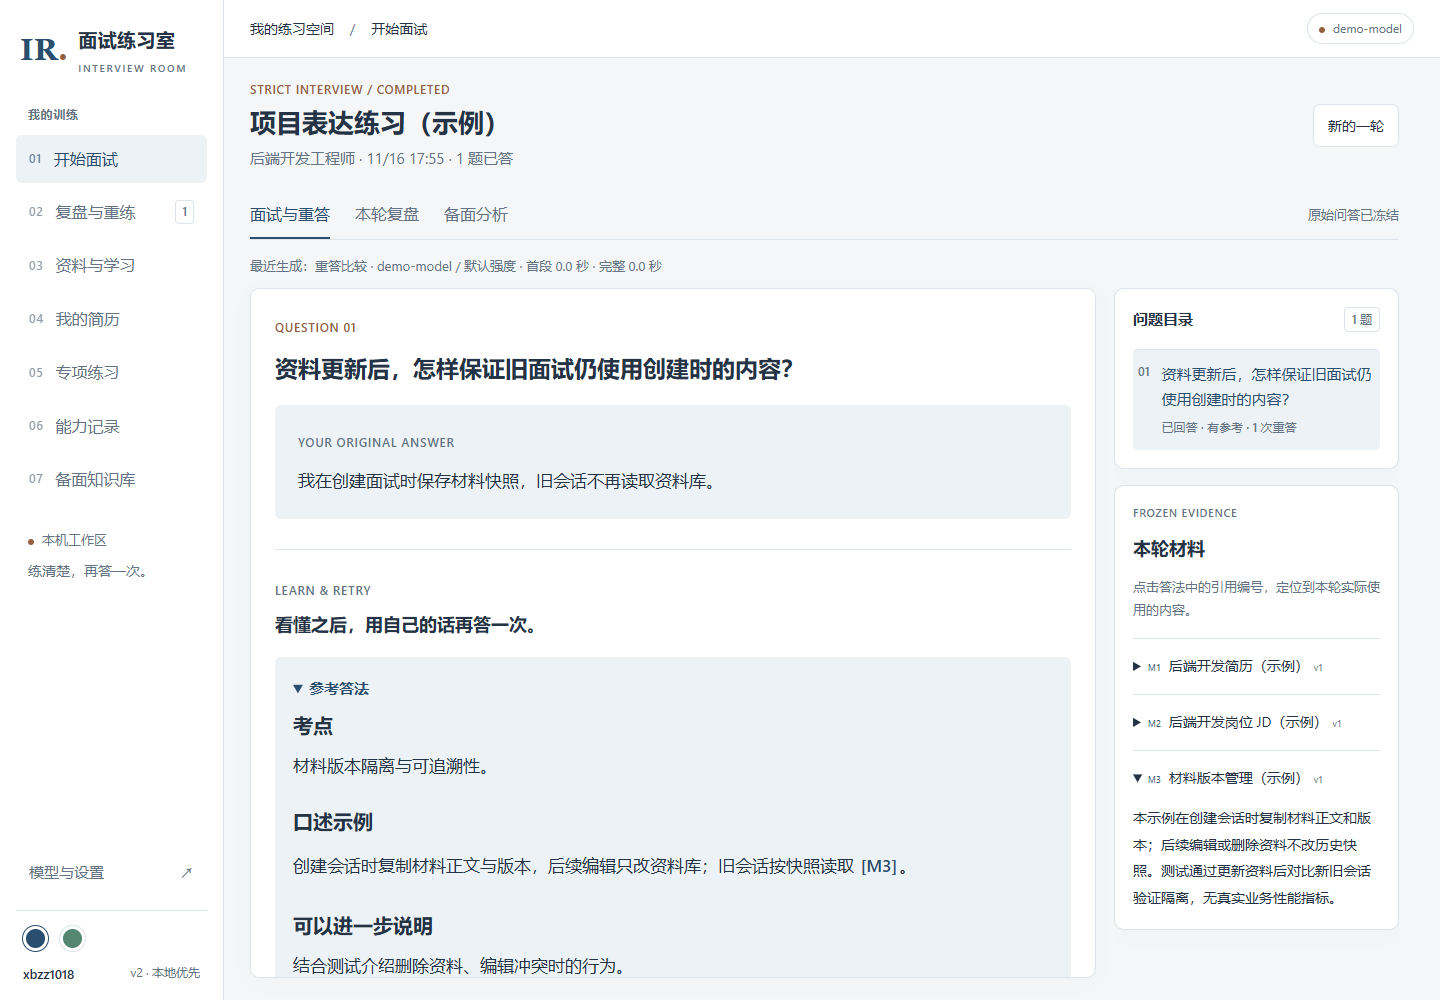 IR.
面试练习室
INTERVIEW ROOM
我的训练
01 开始面试
02 复盘与重练 1
03 资料与学习
04 我的简历
05 专项练习
06 能力记录
07 备面知识库
本机工作区
练清楚，再答一次。
模型与设置 ↗
xbzz1018
v2 · 本地优先
我的练习空间 / 开始面试
demo-model
STRICT INTERVIEW / COMPLETED
项目表达练习（示例）
后端开发工程师 · 11/16 17:55 · 1 题已答
新的一轮
面试与重答 本轮复盘 备面分析
原始问答已冻结
最近生成：重答比较 · demo-model / 默认强度 · 首段 0.0 秒 · 完整 0.0 秒
QUESTION 01
资料更新后，怎样保证旧面试仍使用创建时的内容？
YOUR ORIGINAL ANSWER
我在创建面试时保存材料快照，旧会话不再读取资料库。
LEARN & RETRY
看懂之后，用自己的话再答一次。
▼ 参考答法
考点
材料版本隔离与可追溯性。
口述示例
创建会话时复制材料正文与版本，后续编辑只改资料库；旧会话按快照读取 [M3]。
可以进一步说明
结合测试介绍删除资料、编辑冲突时的行为。
问题目录
1 题
01 资料更新后，怎样保证旧面试仍
使用创建时的内容？
已回答 · 有参考 · 1 次重答
FROZEN EVIDENCE
本轮材料
点击答法中的引用编号，定位到本轮实际使
用的内容。
▶ M1 后端开发简历（示例） v1
▶ M2 后端开发岗位 JD（示例） v1
▼ M3 材料版本管理（示例） v1
本示例在创建会话时复制材料正文和版
本；后续编辑或删除资料不改历史快
照。测试通过更新资料后对比新旧会话
验证隔离，无真实业务性能指标。